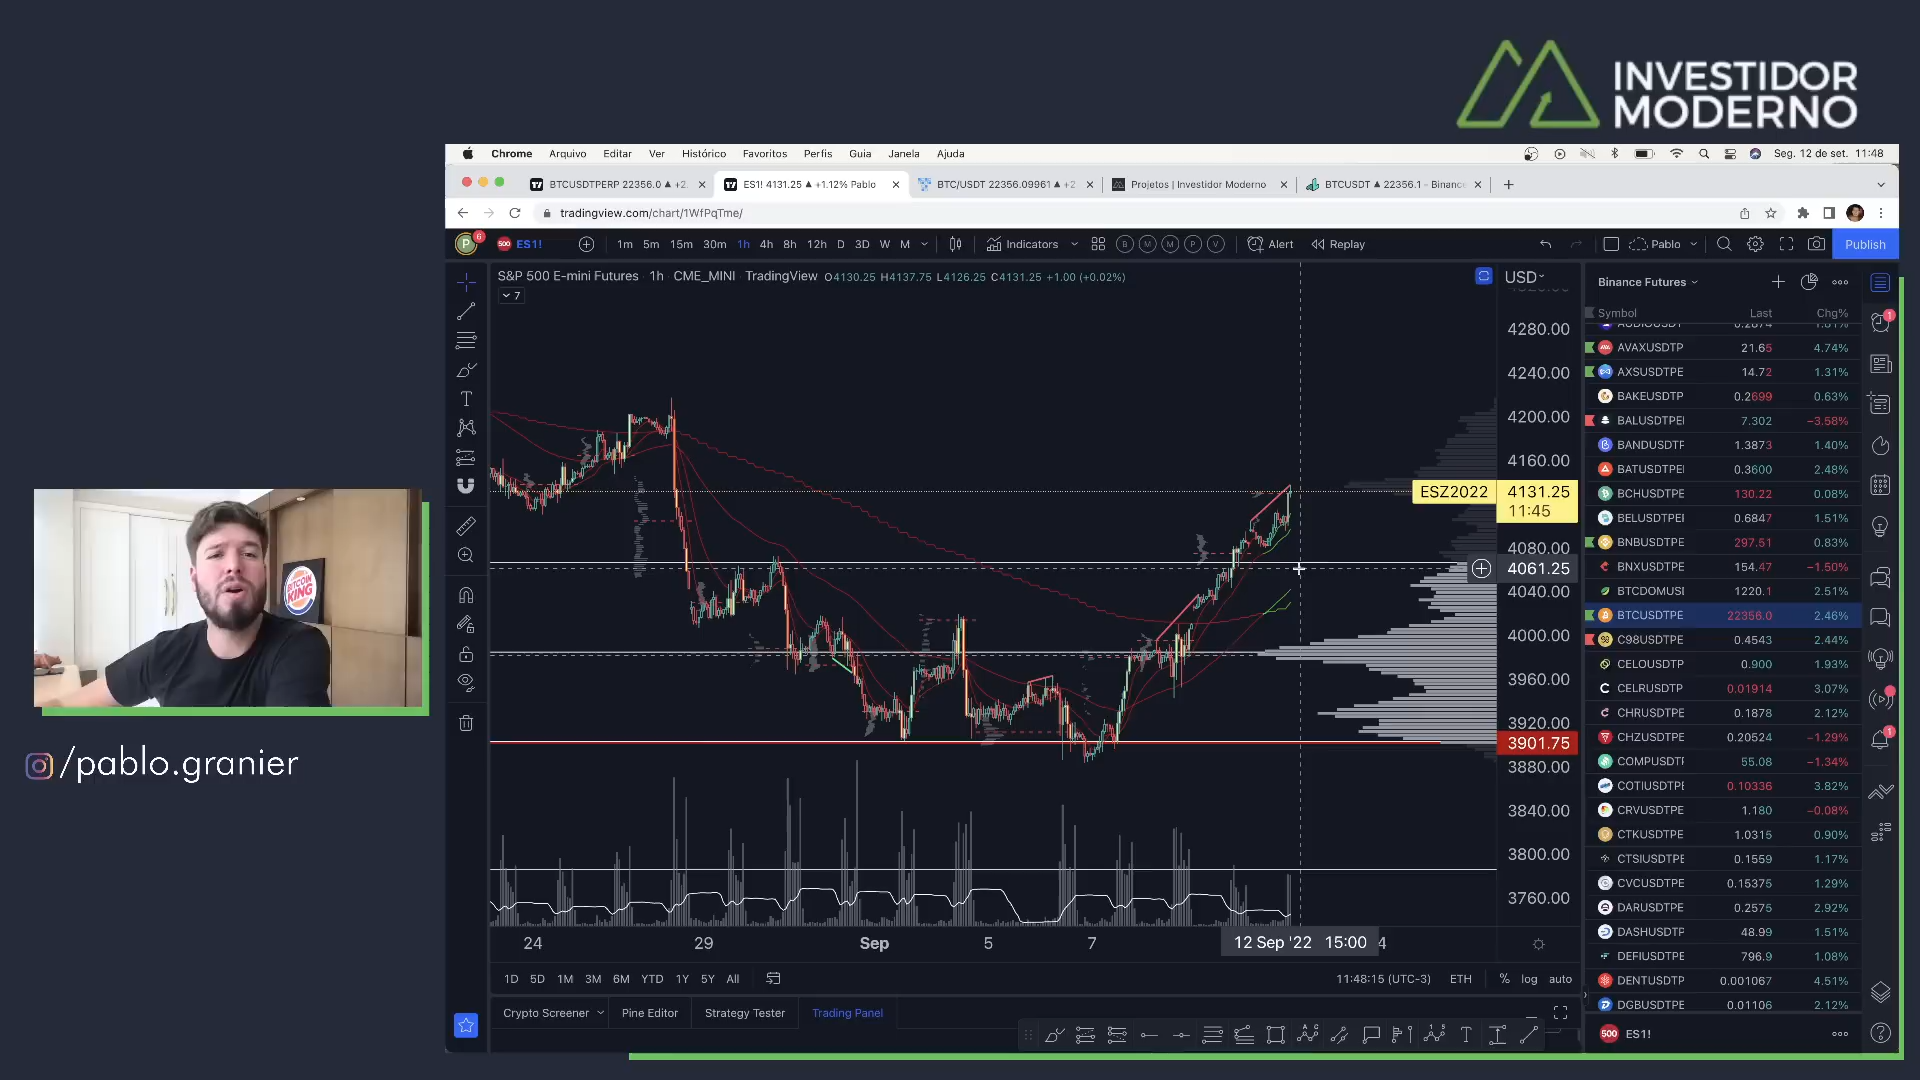 INVESTIDOR
MODERNO
Chrome Arquivo Editar Ver Histórico Favoritos Perfis Guia Janela Ajuda
Seg. 12 de set. 11:48
BTCUSDTPERP 22356.0 ▲ +2.
ES1! 4131.25 ▲ +1.12% Pablo
BTC/USDT 22356.09961 ▲ +2
Projetos | Investidor Moderno
BTCUSDT ▲ 22356.1 – Binance
tradingview.com/chart/1WfPqTme/
P 6 500 ES1! 1m 5m 15m 30m 1h 4h 8h 12h D 3D W M Indicators B M M P V Alert Replay Pablo Publish
S&P 500 E-mini Futures 1h CME_MINI TradingView O4130.25 H4137.75 L4126.25 C4131.25 +1.00 (+0.02%)
7
USD
4280.00
4240.00
4200.00
4160.00
ESZ2022 4131.25
11:45
4080.00
4061.25
4040.00
4000.00
3960.00
3920.00
3901.75
3880.00
3840.00
3800.00
3760.00
24 29 Sep 5 7 12 Sep '22 15:00 4
1D 5D 1M 3M 6M YTD 1Y 5Y All
11:48:15 (UTC-3) ETH % log auto
Crypto Screener Pine Editor Strategy Tester Trading Panel
Binance Futures
Symbol Last Chg%
AVAXUSDTP 21.65 4.74%
AXSUSDTPE 14.72 1.31%
BAKEUSDTP 0.2699 0.63%
BALUSDTPEI 7.302 −3.58%
BANDUSDTF 1.3873 1.40%
BATUSDTPEI 0.3600 2.48%
BCHUSDTPE 130.22 0.08%
BELUSDTPEI 0.6847 1.51%
BNBUSDTPE 297.51 0.83%
BNXUSDTPE 154.47 −1.50%
BTCDOMUSI 1220.1 2.51%
BTCUSDTPE 22356.0 2.46%
C98USDTPE 0.4543 2.44%
CELOUSDTP 0.900 1.93%
CELRUSDTP 0.01914 3.07%
CHRUSDTPE 0.1878 2.12%
CHZUSDTPE 0.20524 −1.29%
COMPUSDTF 55.08 −1.34%
COTIUSDTPE 0.10336 3.82%
CRVUSDTPE 1.180 −0.08%
CTKUSDTPE 1.0315 0.90%
CTSIUSDTPE 0.1559 1.17%
CVCUSDTPE 0.15375 1.29%
DARUSDTPE 0.2575 2.92%
DASHUSDTP 48.99 1.51%
DEFIUSDTPE 796.9 1.08%
DENTUSDTP 0.001067 4.51%
DGBUSDTPE 0.01106 2.12%
500 ES1!
BITCOIN
KING
/pablo.granier